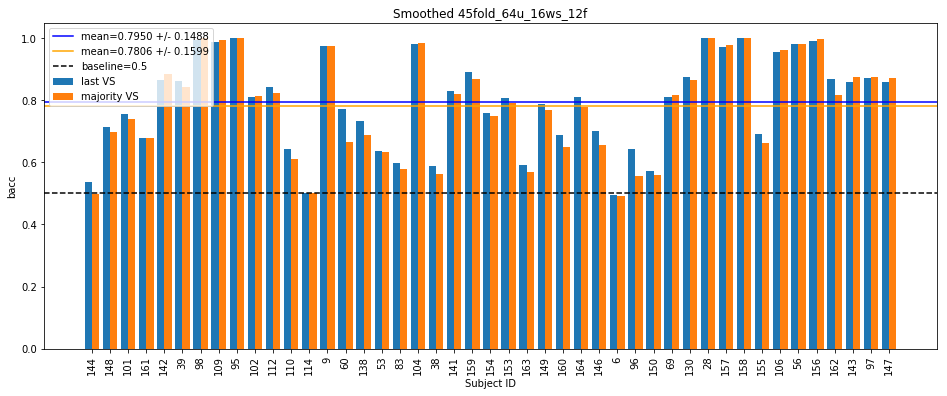 Smoothed 45fold_64u_16ws_12f
mean=0.7950 +/- 0.1488
mean=0.7806 +/- 0.1599
baseline=0.5
last VS
majority VS
1.0
0.8
0.6
0.4
0.2
0.0
bacc
144 148 101 161 142 39 98 109 95 102 112 110 114 9 60 138 53 83 104 38 141 159 154 153 163 149 160 164 146 6 96 150 69 130 28 157 158 155 106 56 156 162 143 97 147
Subject ID